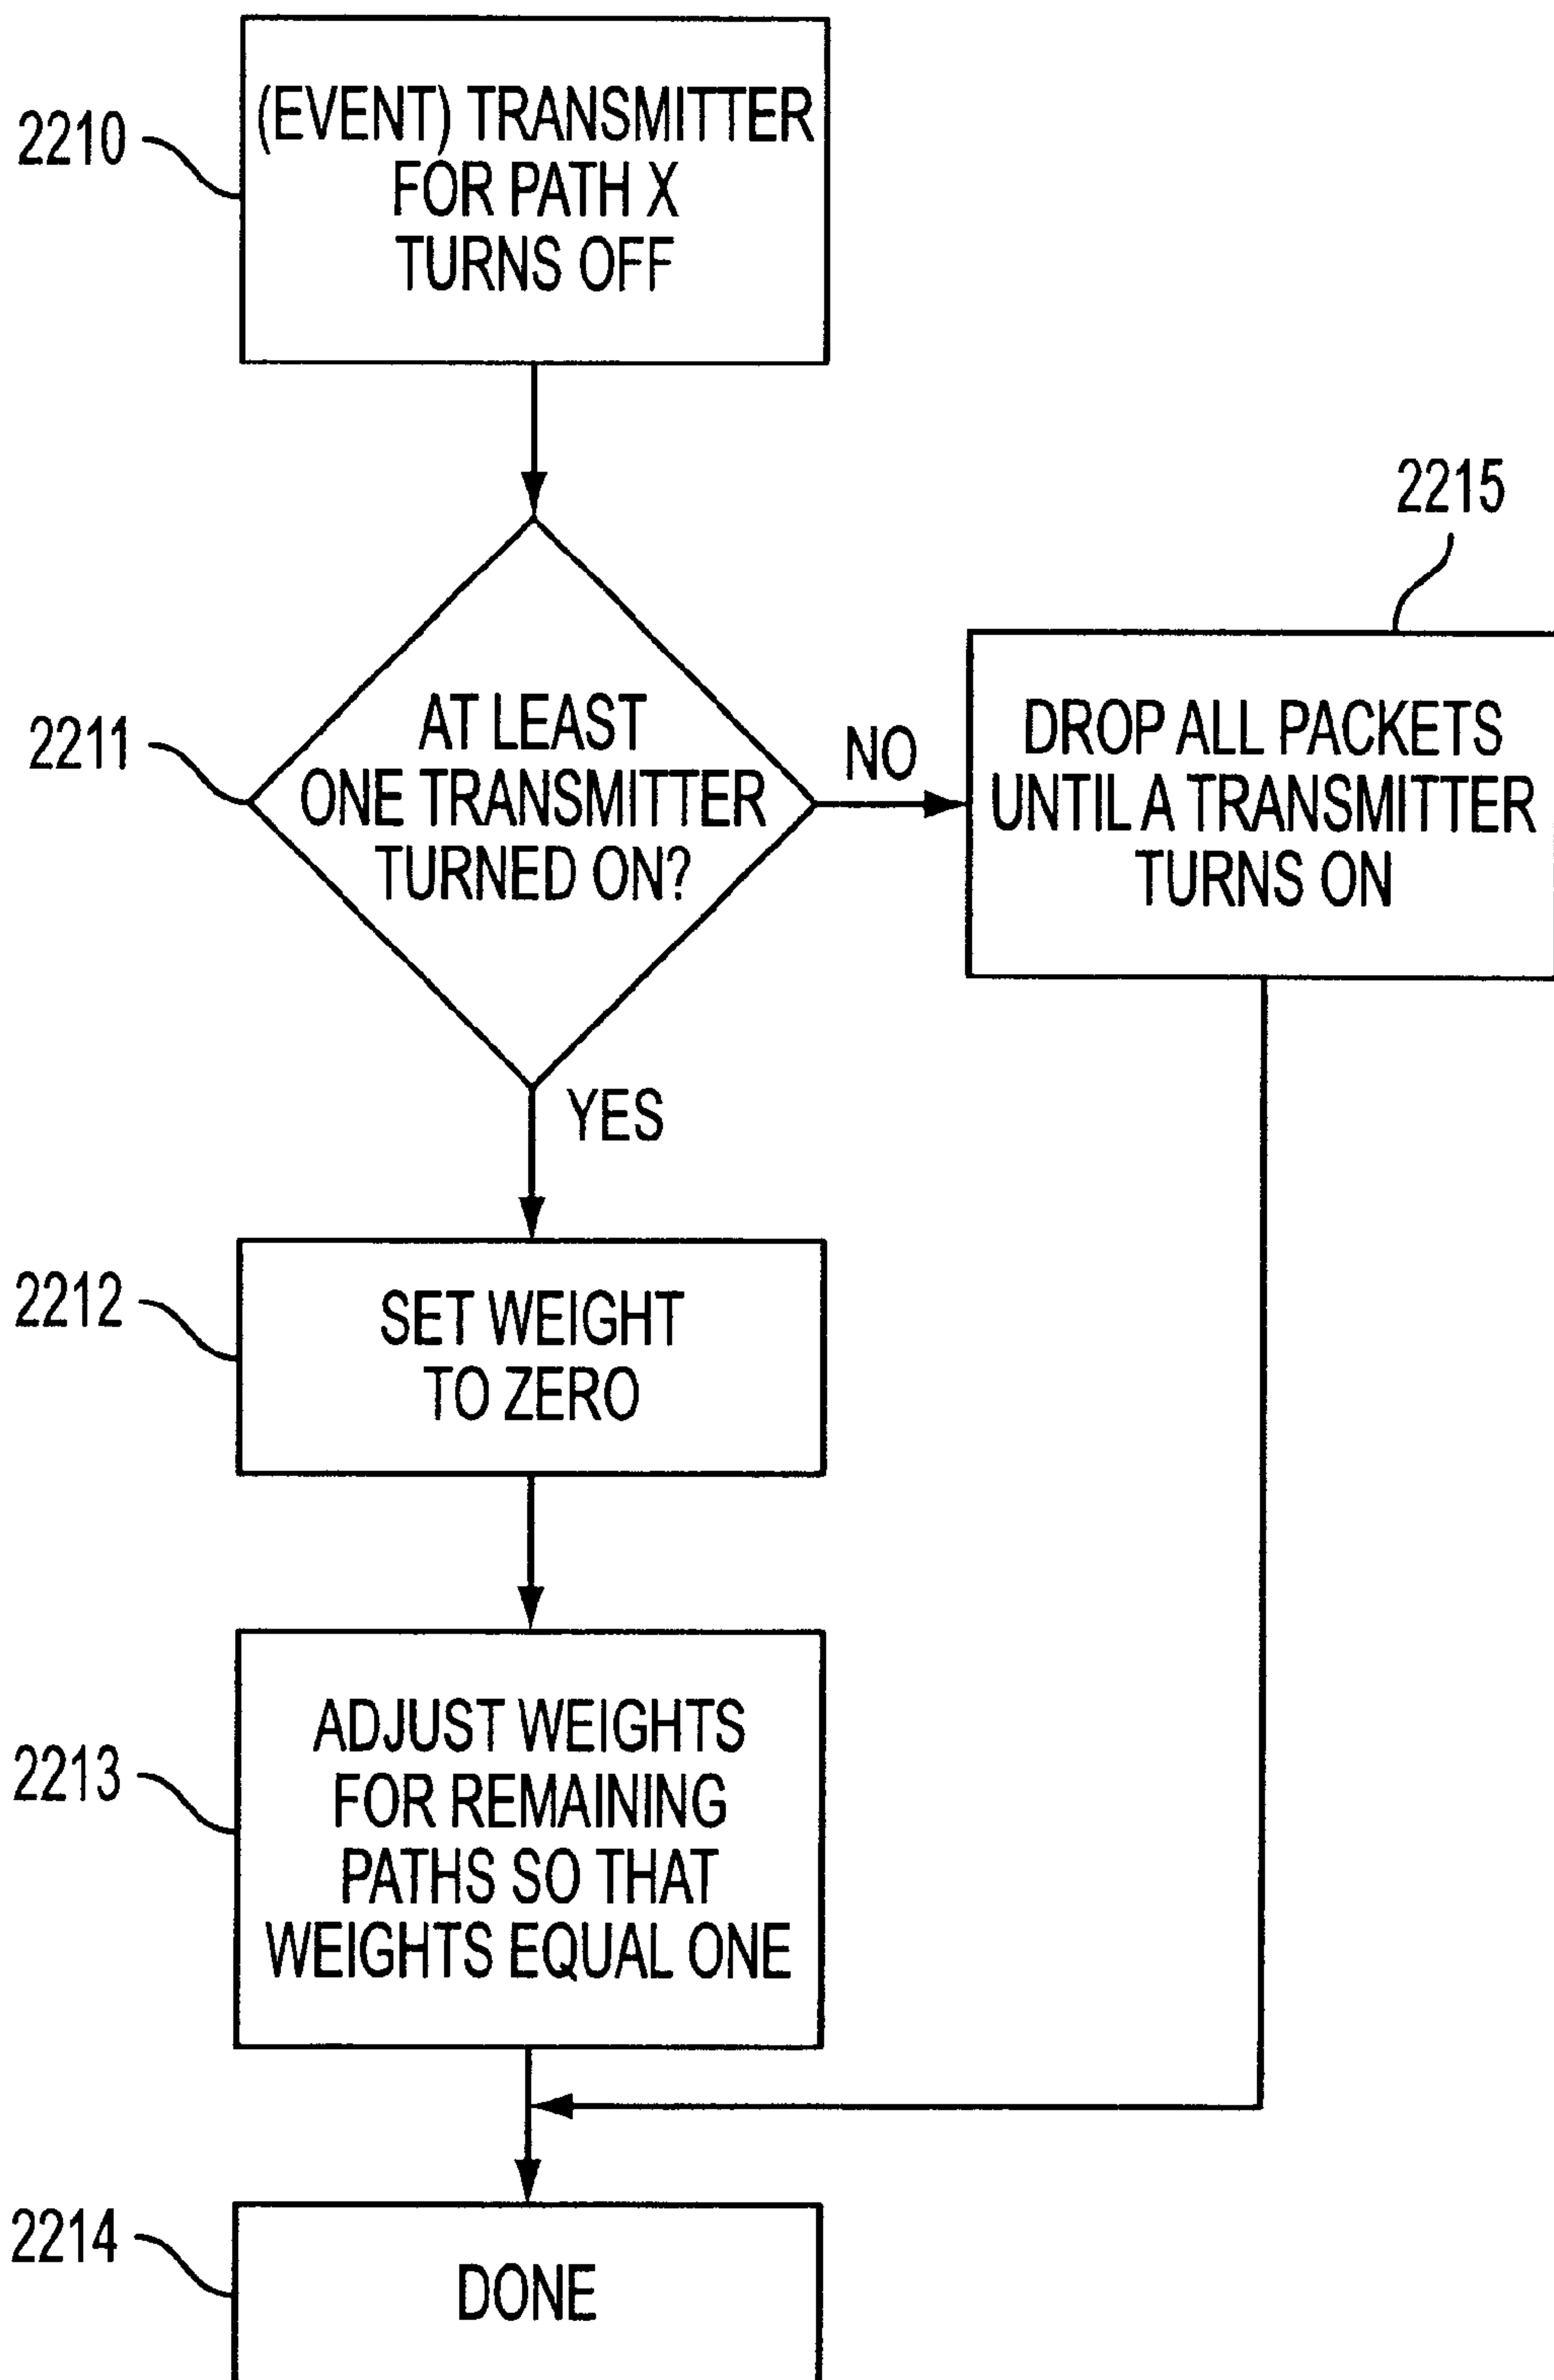 2210
(EVENT) TRANSMITTER
FOR PATH X
TURNS OFF
2211
AT LEAST
ONE TRANSMITTER
TURNED ON?
NO
2215
DROP ALL PACKETS
UNTIL A TRANSMITTER
TURNS ON
YES
2212
SET WEIGHT
TO ZERO
2213
ADJUST WEIGHTS
FOR REMAINING
PATHS SO THAT
WEIGHTS EQUAL ONE
2214
DONE